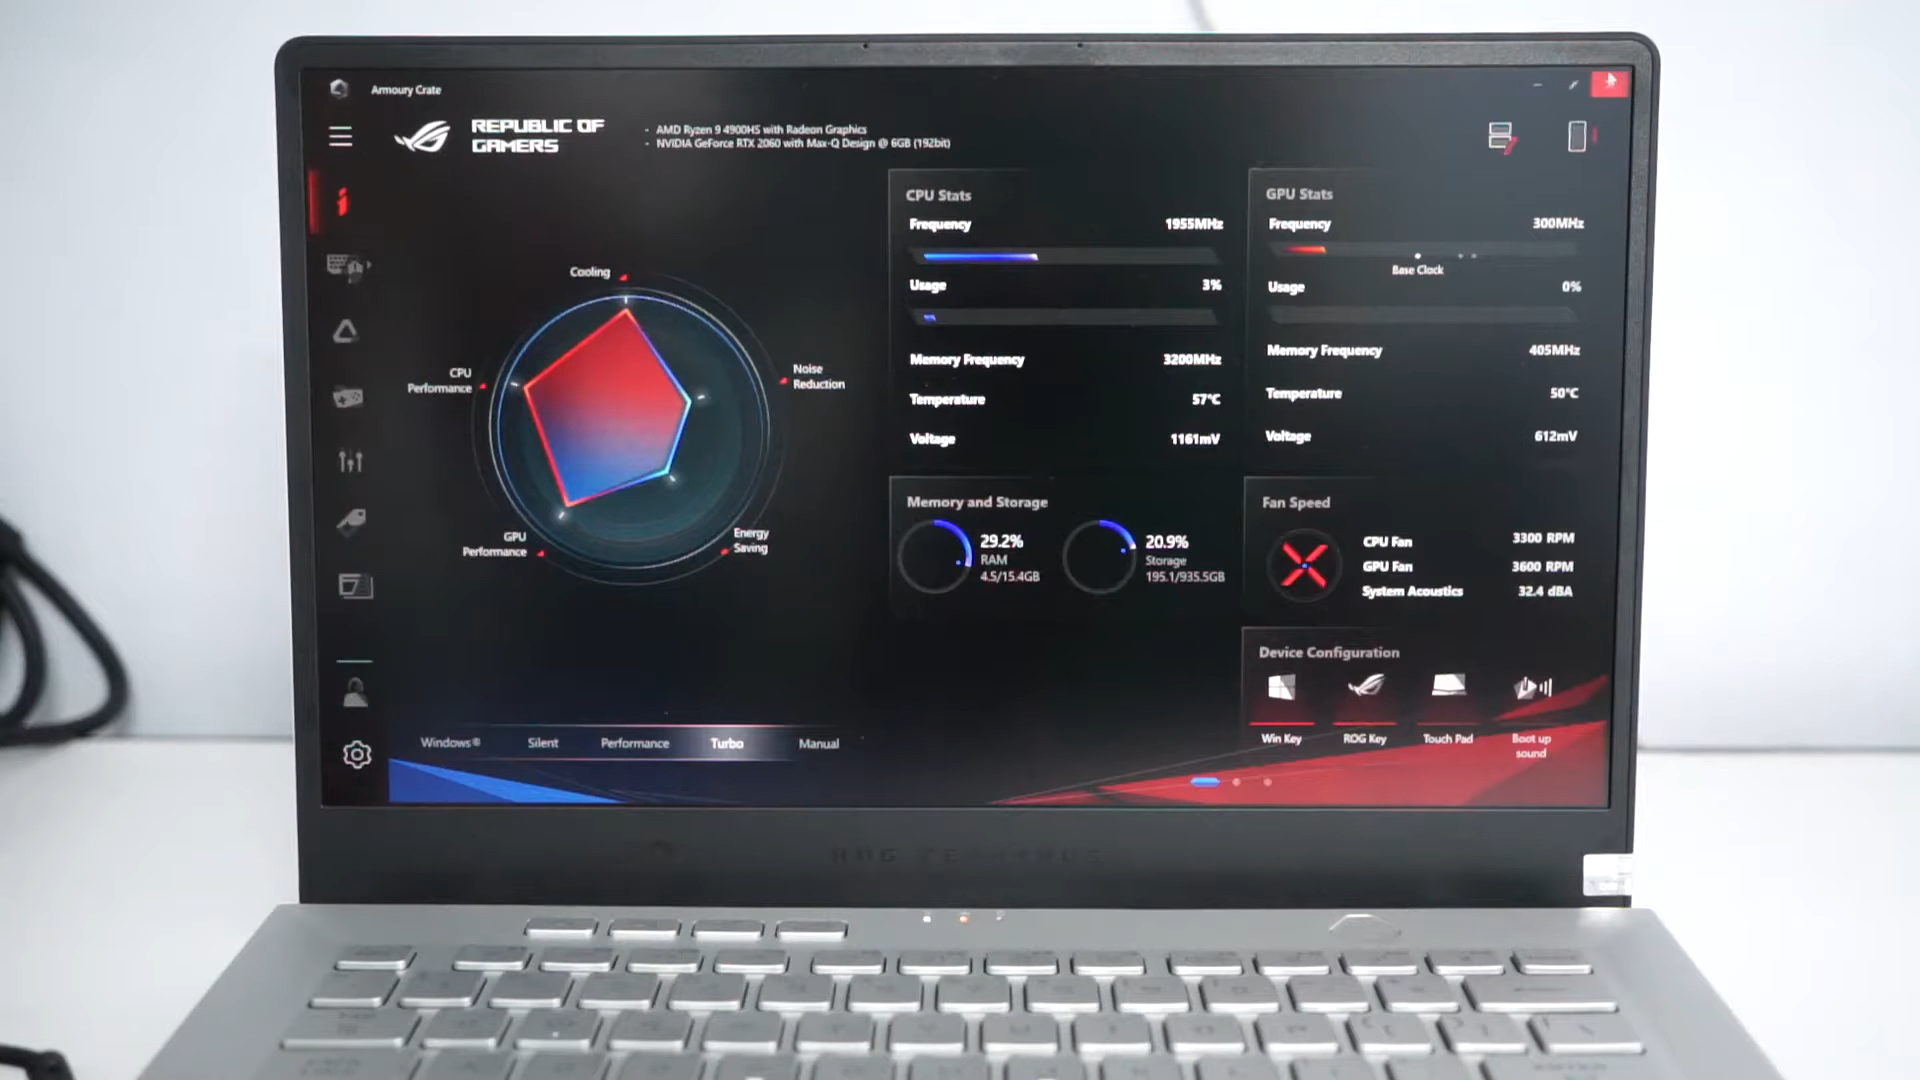 Armoury Crate
REPUBLIC OF
GAMERS
- AMD Ryzen 9 4900HS with Radeon Graphics
- NVIDIA GeForce RTX 2060 with Max-Q Design @ 6GB (192bit)
Cooling
CPU
Performance
Noise
Reduction
GPU
Performance
Energy
Saving
Windows®
Silent
Performance
Turbo
Manual
CPU Stats
Frequency 1955MHz
Usage 3%
Memory Frequency 3200MHz
Temperature 57°C
Voltage 1161mV
GPU Stats
Frequency 300MHz
Base Clock
Usage 0%
Memory Frequency 405MHz
Temperature 50°C
Voltage 612mV
Memory and Storage
29.2%
RAM
4.5/15.4GB
20.9%
Storage
195.1/935.5GB
Fan Speed
CPU Fan 3300 RPM
GPU Fan 3600 RPM
System Acoustics 32.4 dBA
Device Configuration
Win Key
ROG Key
Touch Pad
Boot up
sound
ROG ZEPHYRUS